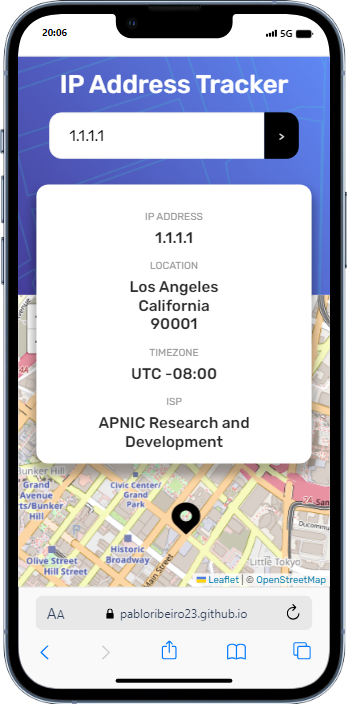 20:06
5G
IP Address Tracker
1.1.1.1
>
IP ADDRESS
1.1.1.1
LOCATION
Los Angeles
California
90001
TIMEZONE
UTC -08:00
ISP
APNIC Research and
Development
Bunker Hill
Grand
Avenue
Arts/Bunker
Hill
Civic Center/
Grand
Park
2A
Historic
Broadway
Olive Street
Hill Street
Main Street
Little Tokyo
Leaflet | © OpenStreetMap
AA
pabloribeiro23.github.io